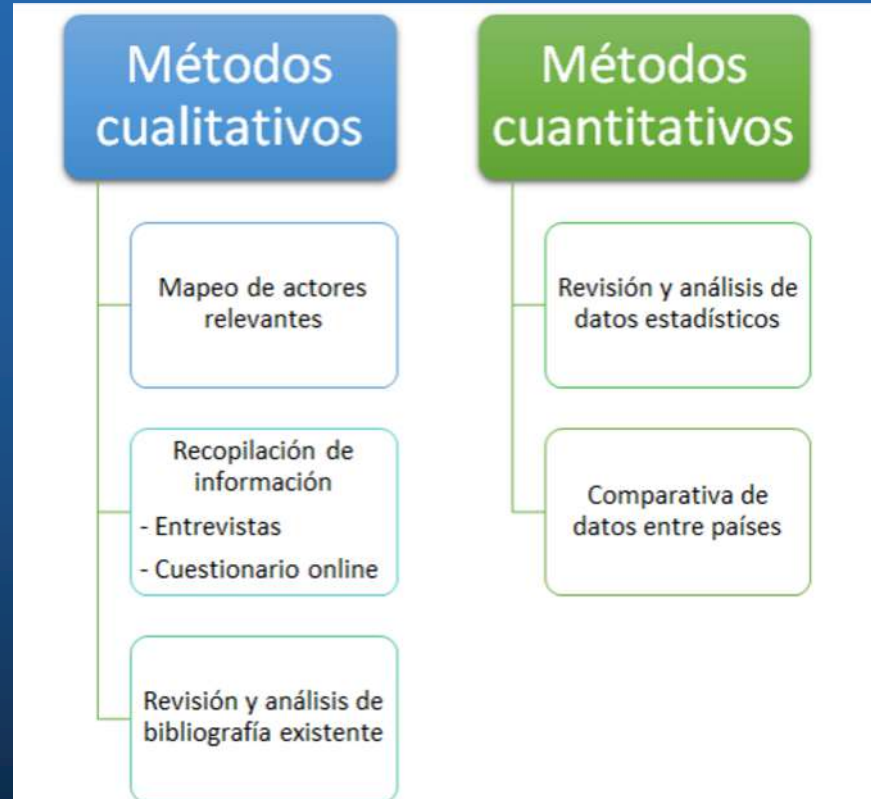 Métodos
cualitativos
Mapeo de actores
relevantes
Recopilación de
información
- Entrevistas
- Cuestionario online
Revisión y análisis de
bibliografía existente
Métodos
cuantitativos
Revisión y análisis de
datos estadísticos
Comparativa de
datos entre países